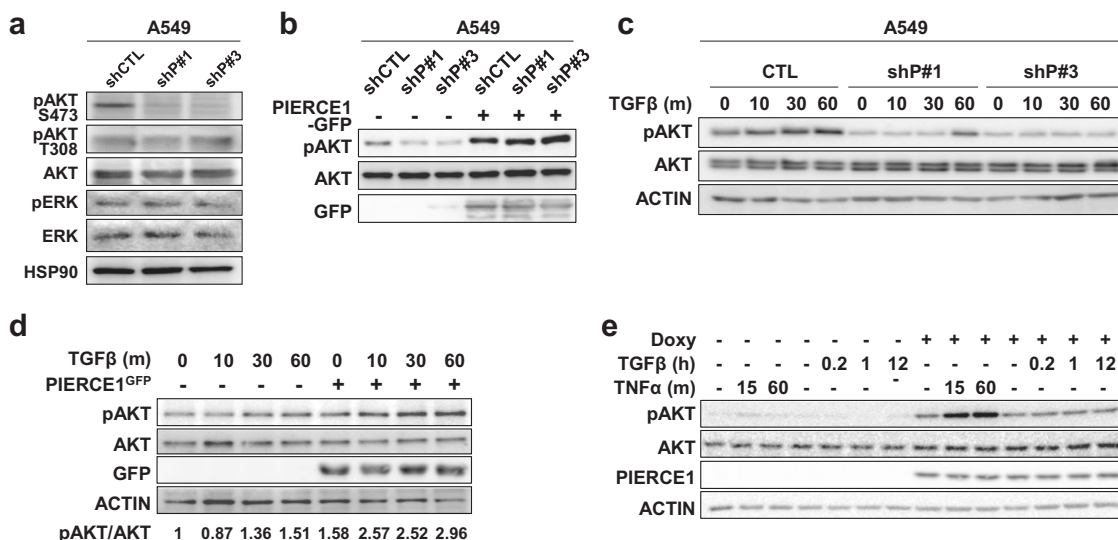 a
A549
shCTL shP#1 shP#3
pAKT
S473
pAKT
T308
AKT
pERK
ERK
HSP90
b
A549
shCTL shP#1 shP#3 shCTL shP#1 shP#3
PIERCE1
-GFP - - - + + +
pAKT
AKT
GFP
c
A549
CTL shP#1 shP#3
TGFβ (m) 0 10 30 60 0 10 30 60 0 10 30 60
pAKT
AKT
ACTIN
d
TGFβ (m) 0 10 30 60 0 10 30 60
PIERCE1GFP - - - - + + + +
pAKT
AKT
GFP
ACTIN
pAKT/AKT 1 0.87 1.36 1.51 1.58 2.57 2.52 2.96
e
Doxy - - - - - - - + + + + + + +
TGFβ (h) - - - - 0.2 1 12 - - - - 0.2 1 12
TNFα (m) - 15 60 - - - - - 15 60 - - - -
pAKT
AKT
PIERCE1
ACTIN